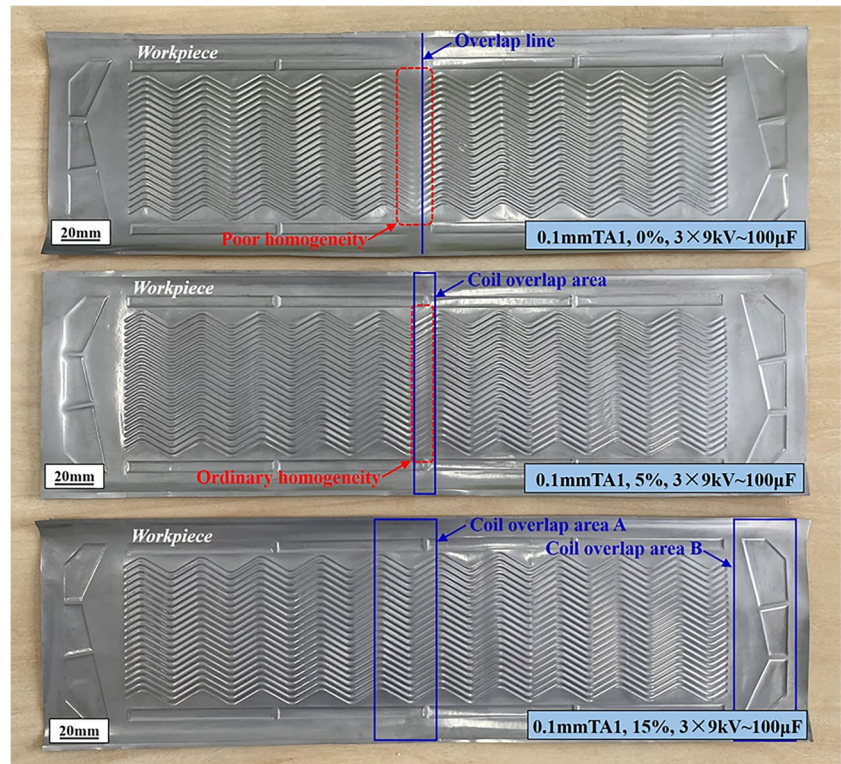 Workpiece
Overlap line
Poor homogeneity
20mm
0.1mmTA1, 0%, 3×9kV~100μF
Workpiece
Coil overlap area
Ordinary homogeneity
20mm
0.1mmTA1, 5%, 3×9kV~100μF
Workpiece
Coil overlap area A
Coil overlap area B
20mm
0.1mmTA1, 15%, 3×9kV~100μF